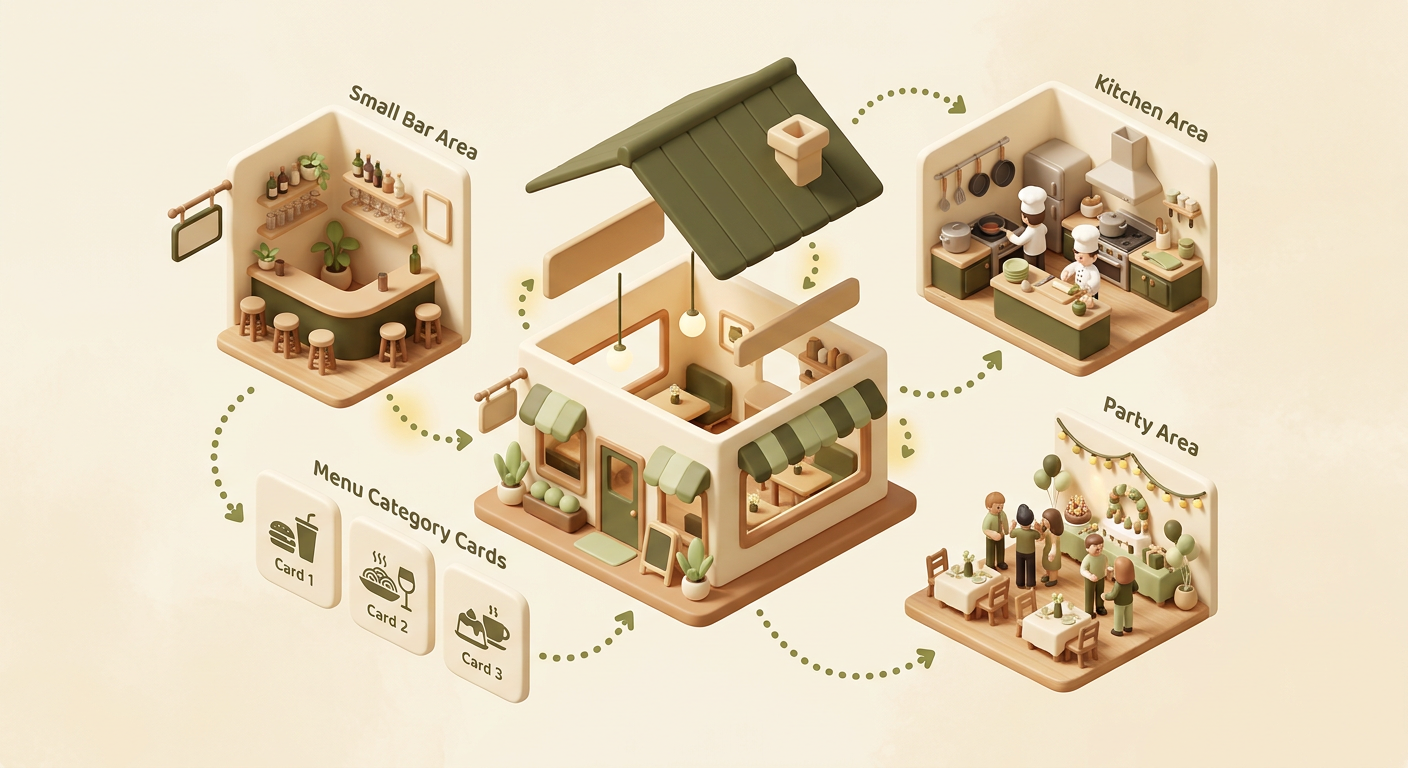 Small Bar Area
Kitchen Area
Party Area
Menu Category Cards
Card 1
Card 2
Card 3